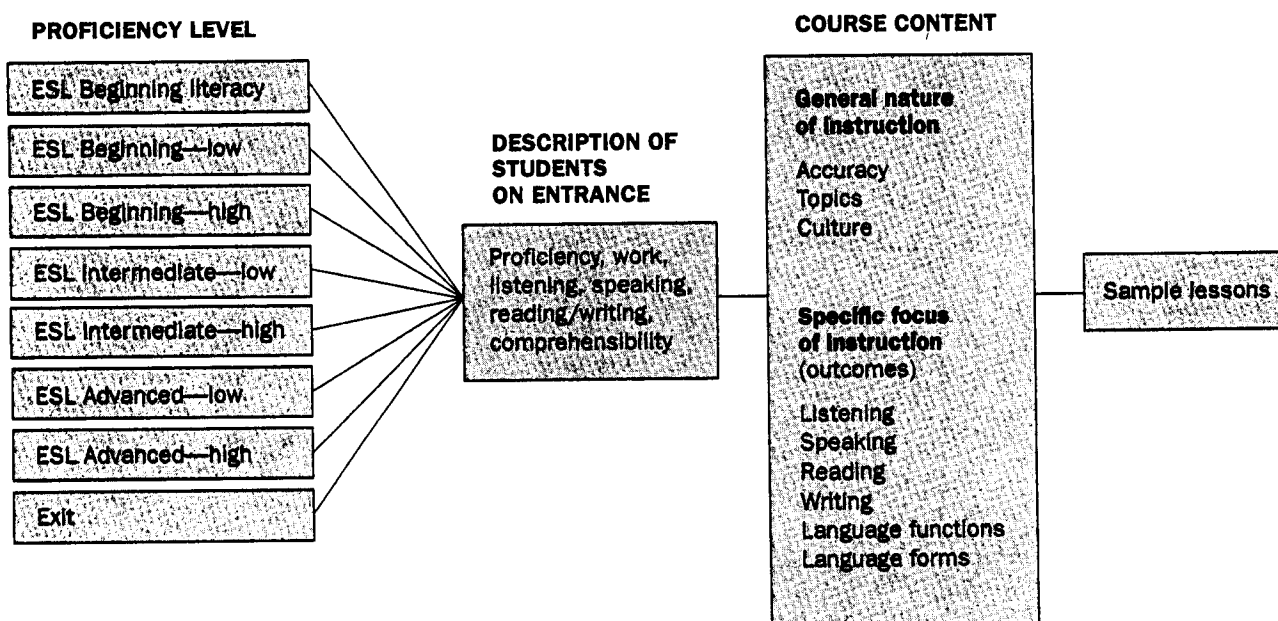 PROFICIENCY LEVEL
ESL Beginning literacy
ESL Beginning—low
ESL Beginning—high
ESL Intermediate—low
ESL Intermediate—high
ESL Advanced—low
ESL Advanced—high
Exit
DESCRIPTION OF
STUDENTS
ON ENTRANCE
Proficiency, work,
listening, speaking,
reading/writing,
comprehensibility
COURSE CONTENT
General nature
of instruction
Accuracy
Topics
Culture
Specific focus
of instruction
(outcomes)
Listening
Speaking
Reading
Writing
Language functions
Language forms
Sample lessons